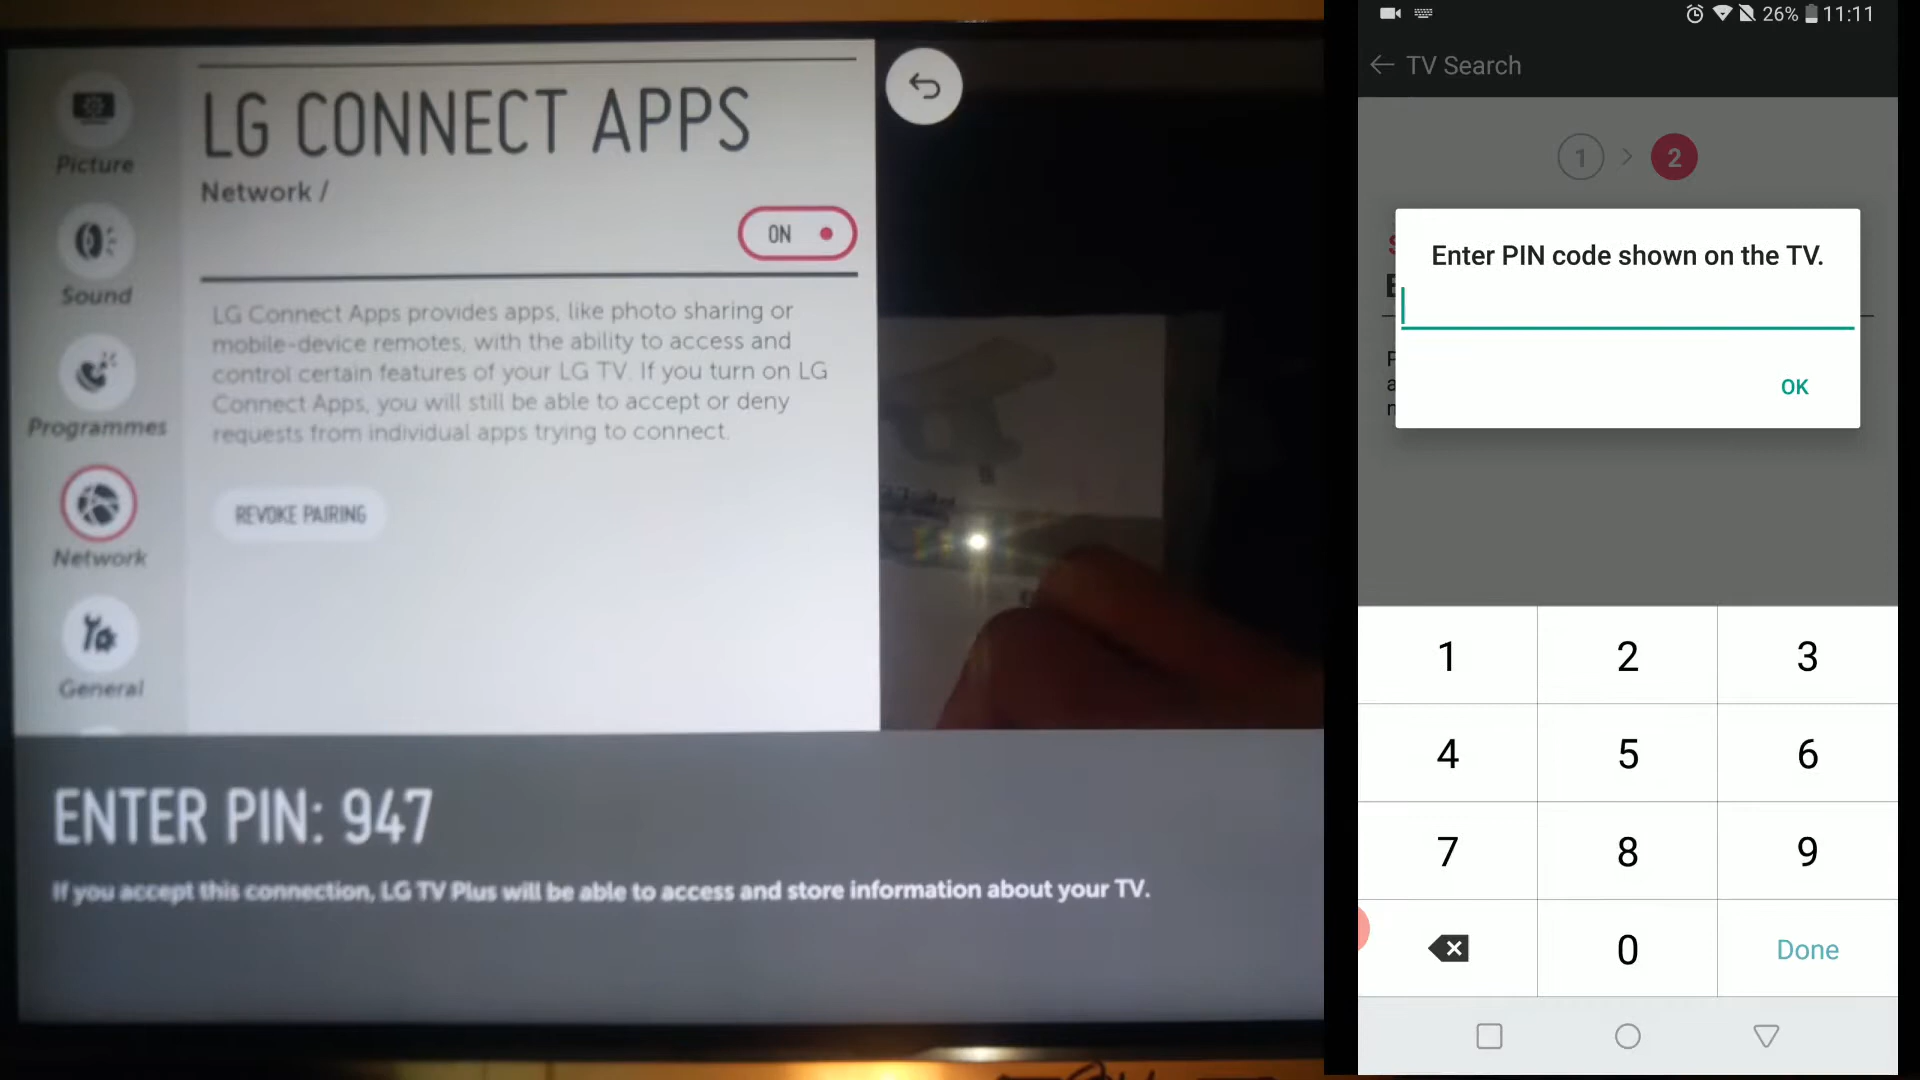 LG CONNECT APPS
Network /
ON
LG Connect Apps provides apps, like photo sharing or
mobile-device remotes, with the ability to access and
control certain features of your LG TV. If you turn on LG
Connect Apps, you will still be able to accept or deny
requests from individual apps trying to connect.
REVOKE PAIRING
Picture
Sound
Programmes
Network
General
ENTER PIN: 947
If you accept this connection, LG TV Plus will be able to access and store information about your TV.
26% 11:11
TV Search
1 > 2
Enter PIN code shown on the TV.
OK
1 2 3
4 5 6
7 8 9
0 Done